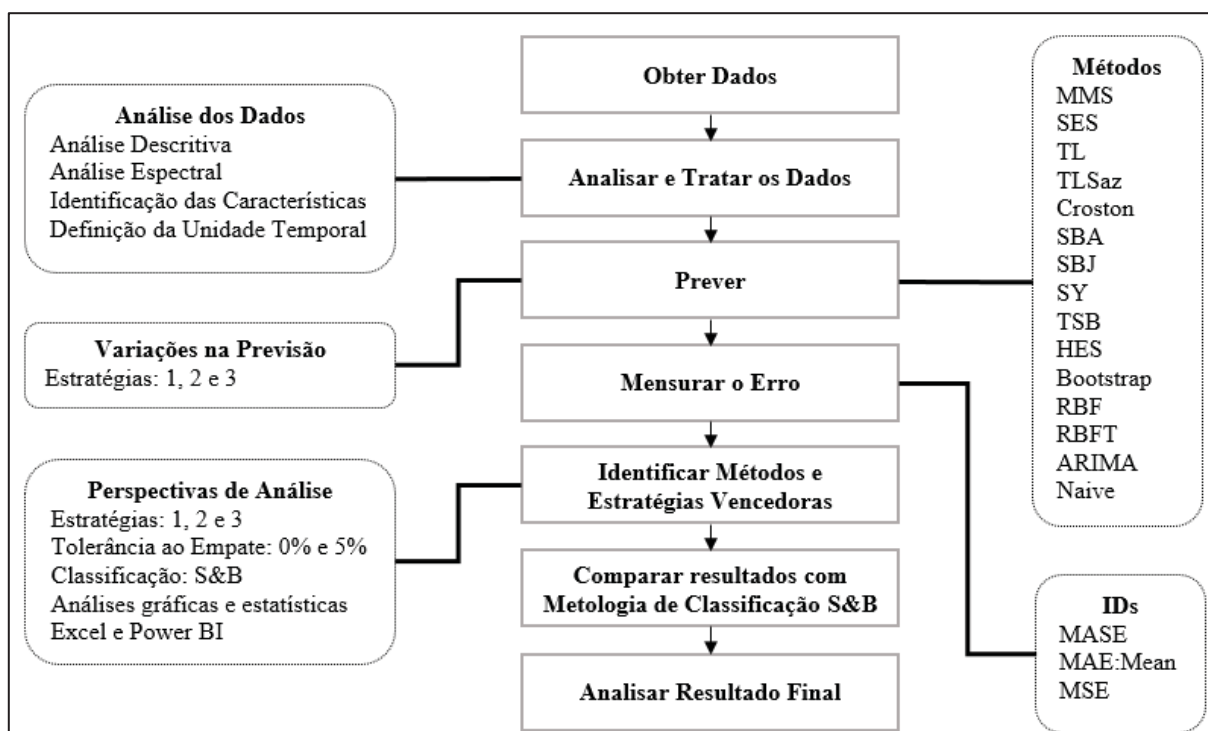 Obter Dados
Análise dos Dados
Análise Descritiva
Análise Espectral
Identificação das Características
Definição da Unidade Temporal
Analisar e Tratar os Dados
Prever
Variações na Previsão
Estratégias: 1, 2 e 3
Métodos
MMS
SES
TL
TLSaz
Croston
SBA
SBJ
SY
TSB
HES
Bootstrap
RBF
RBFT
ARIMA
Naive
Mensurar o Erro
Identificar Métodos e
Estratégias Vencedoras
Perspectivas de Análise
Estratégias: 1, 2 e 3
Tolerância ao Empate: 0% e 5%
Classificação: S&B
Análises gráficas e estatísticas
Excel e Power BI
Comparar resultados com
Metologia de Classificação S&B
IDs
MASE
MAE:Mean
MSE
Analisar Resultado Final